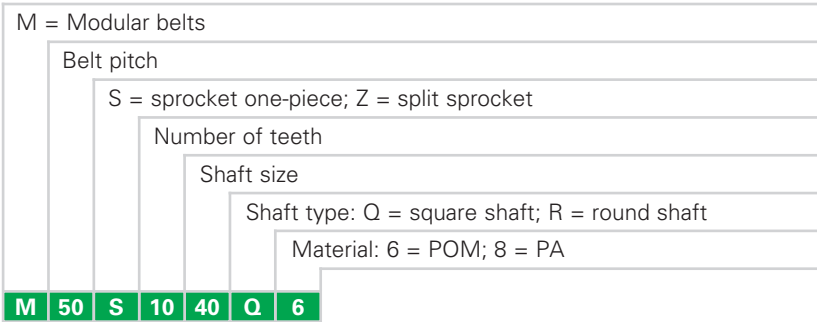 M = Modular belts
Belt pitch
S = sprocket one-piece; Z = split sprocket
Number of teeth
Shaft size
Shaft type: Q = square shaft; R = round shaft
Material: 6 = POM; 8 = PA
M 50 S 10 40 Q 6